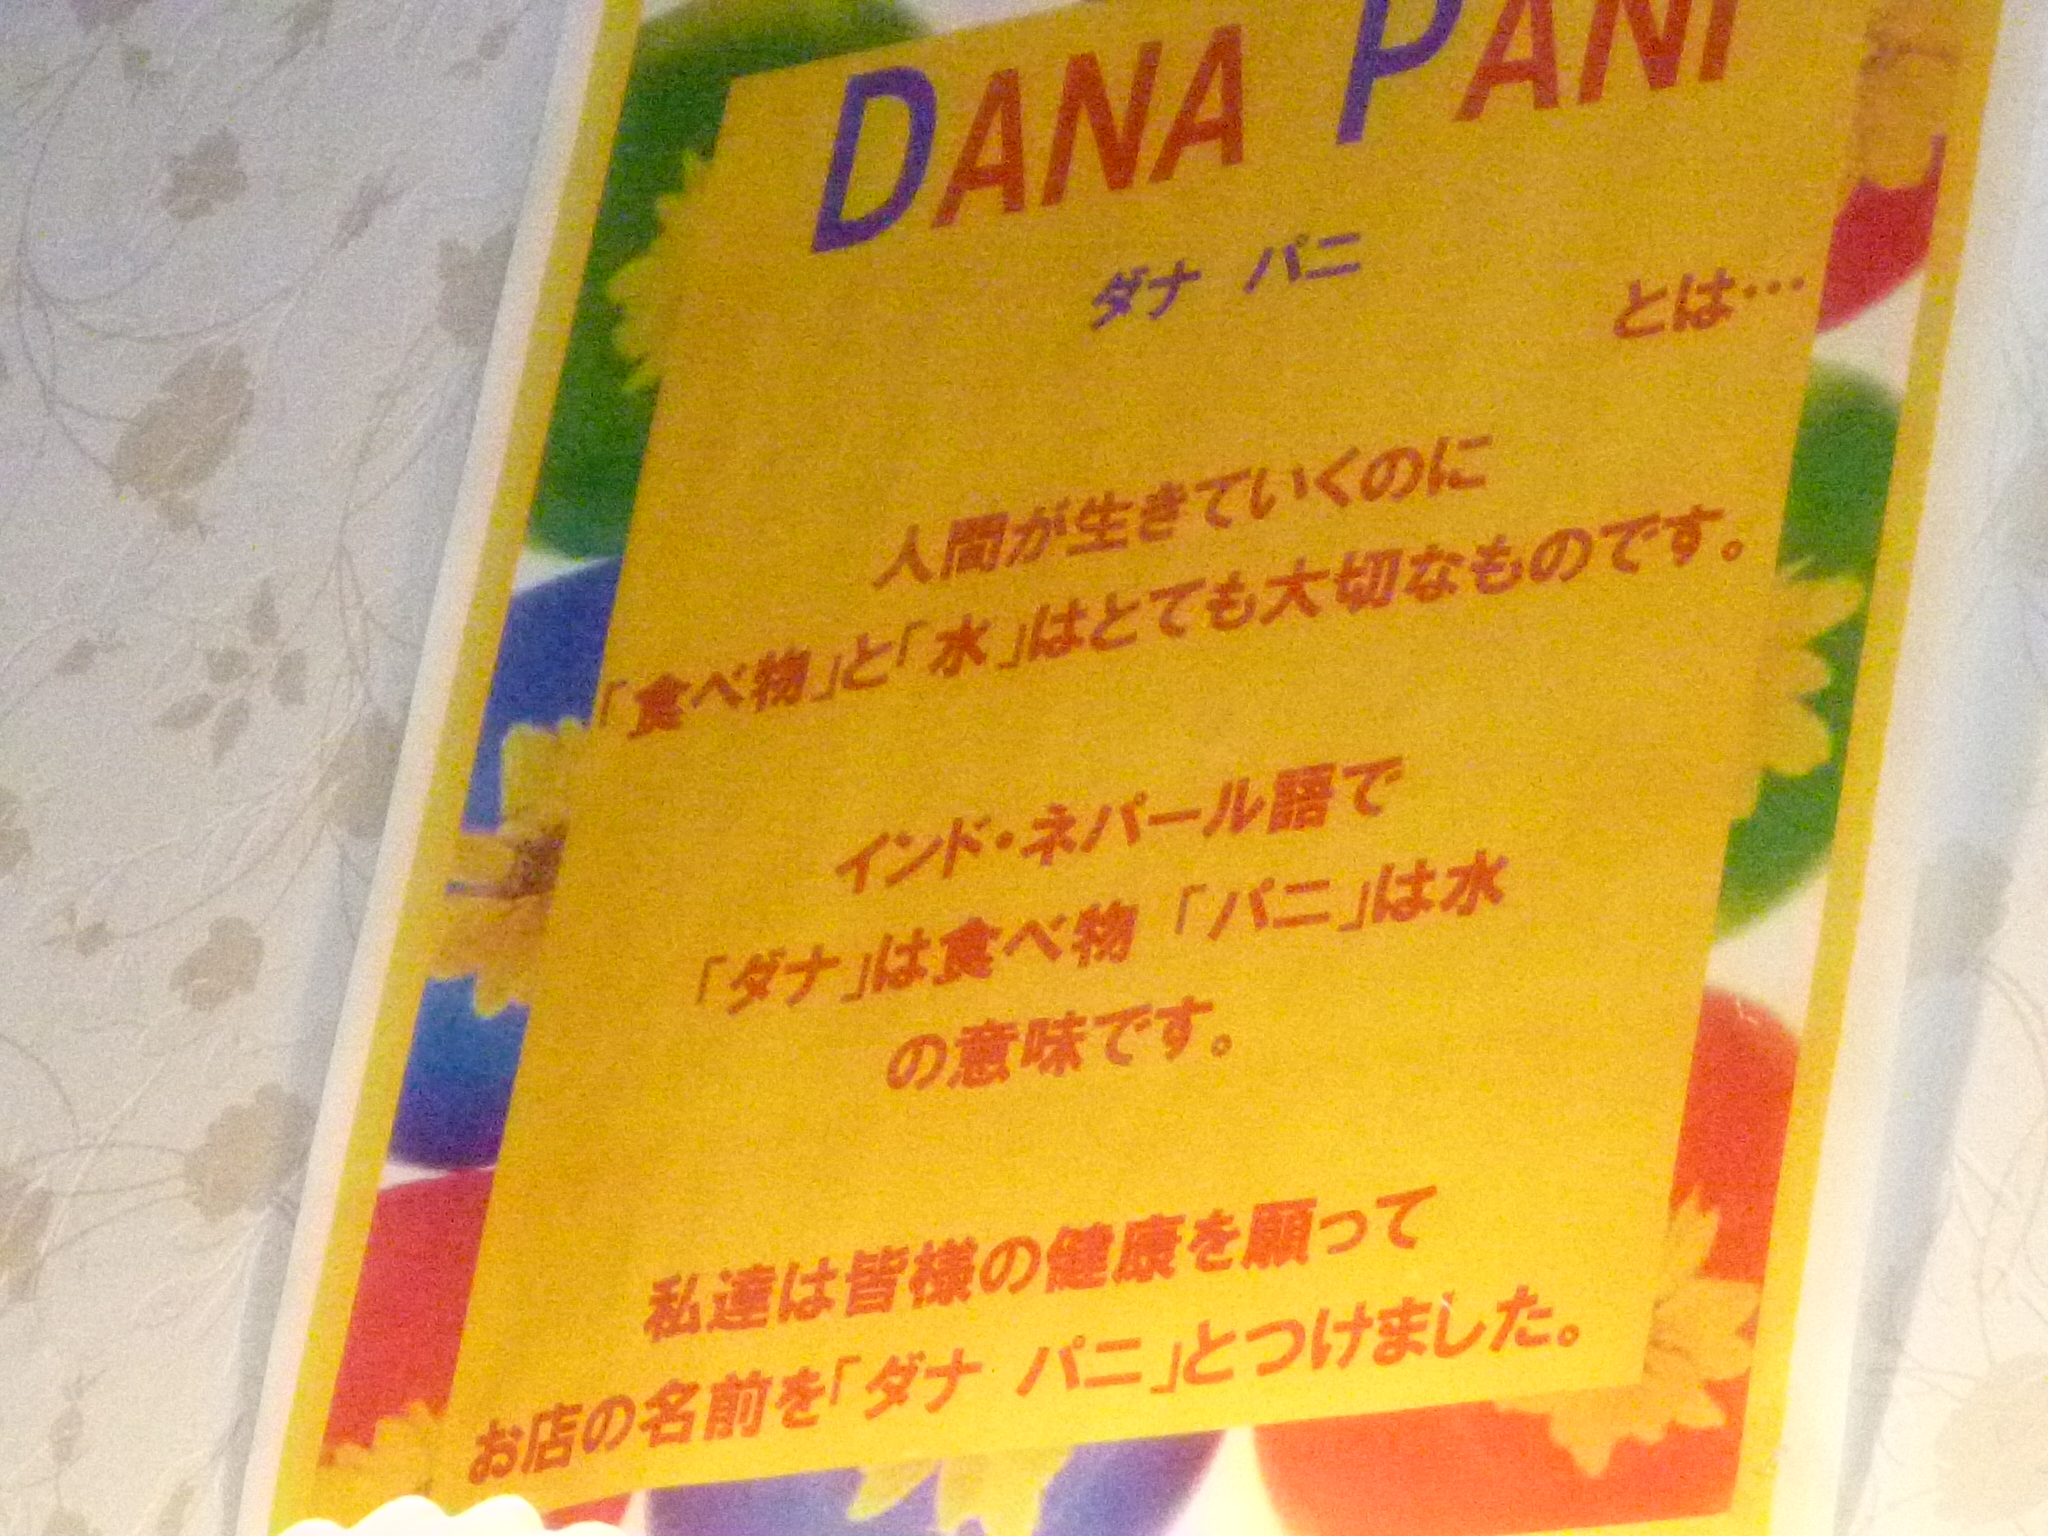 DANA PANI
ダナ パニ
とは…
人間が生きていくのに
「食べ物」と「水」はとても大切なものです。
インド・ネパール語で
「ダナ」は食べ物 「パニ」は水
の意味です。
私達は皆様の健康を願って
お店の名前を「ダナ パニ」とつけました。